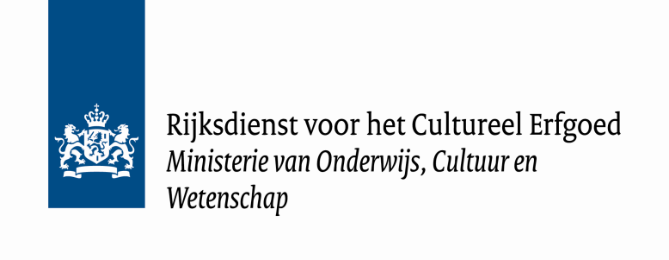 Rijksdienst voor het Cultureel Erfgoed
Ministerie van Onderwijs, Cultuur en
Wetenschap